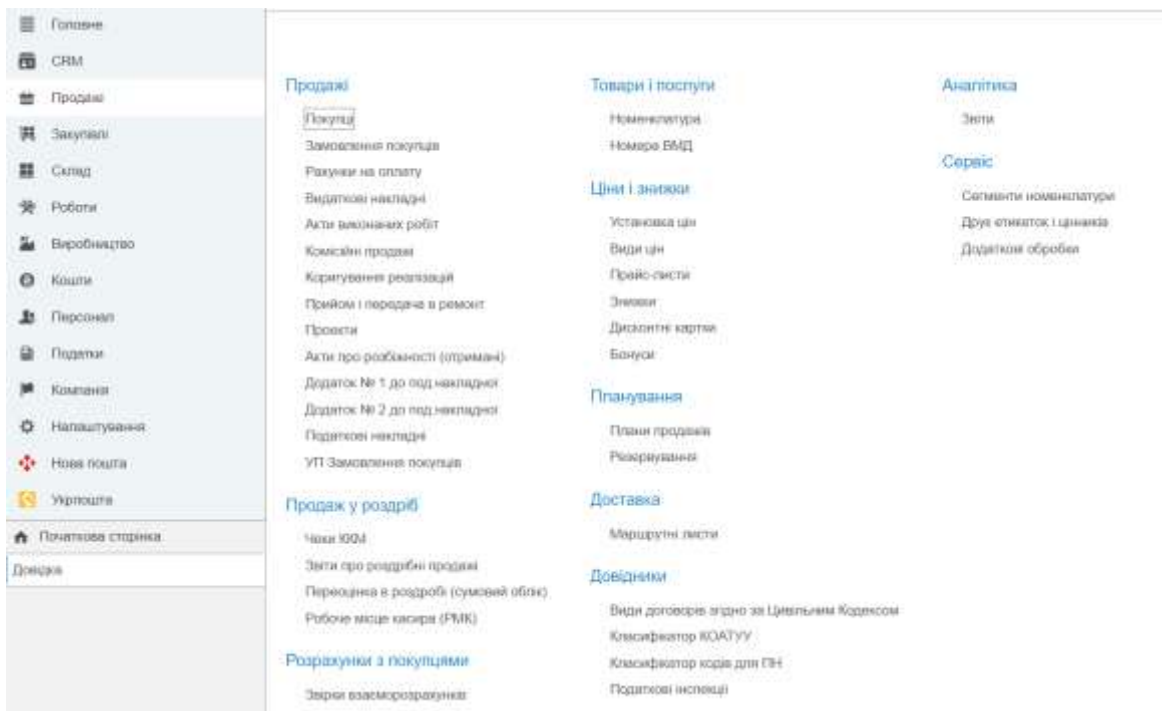 Головне
CRM
Продажі
Закупівлі
Склад
Роботи
Виробництво
Кошти
Персонал
Податки
Компанія
Налаштування
Нова пошта
Укрпошта
Початкова сторінка
Довідка
Продажі
Покупці
Замовлення покупців
Рахунки на оплату
Видаткові накладні
Акти виконаних робіт
Комісійні продажі
Коригування реалізацій
Прийом і передача в ремонт
Проекти
Акти про розбіжності (отримані)
Додаток № 1 до под накладної
Додаток № 2 до под накладної
Податкові накладні
УП Замовлення покупців
Продаж у роздріб
Чеки ККМ
Звіти про роздрібні продажі
Переоцінка в роздробі (сумовий облік)
Робоче місце касира (РМК)
Розрахунки з покупцями
Звірки взаєморозрахунків
Товари і послуги
Номенклатура
Номера ВМД
Ціни і знижки
Установка цін
Види цін
Прайс-листи
Знижки
Дисконтні картки
Бонуси
Планування
Плани продажів
Резервування
Доставка
Маршрутні листи
Довідники
Види договорів згідно за Цивільним Кодексом
Класифікатор КОАТУУ
Класифікатор кодів для ПН
Податкові інспекції
Аналітика
Звіти
Сервіс
Сегменти номенклатури
Друк етикеток і цінників
Додаткові обробки